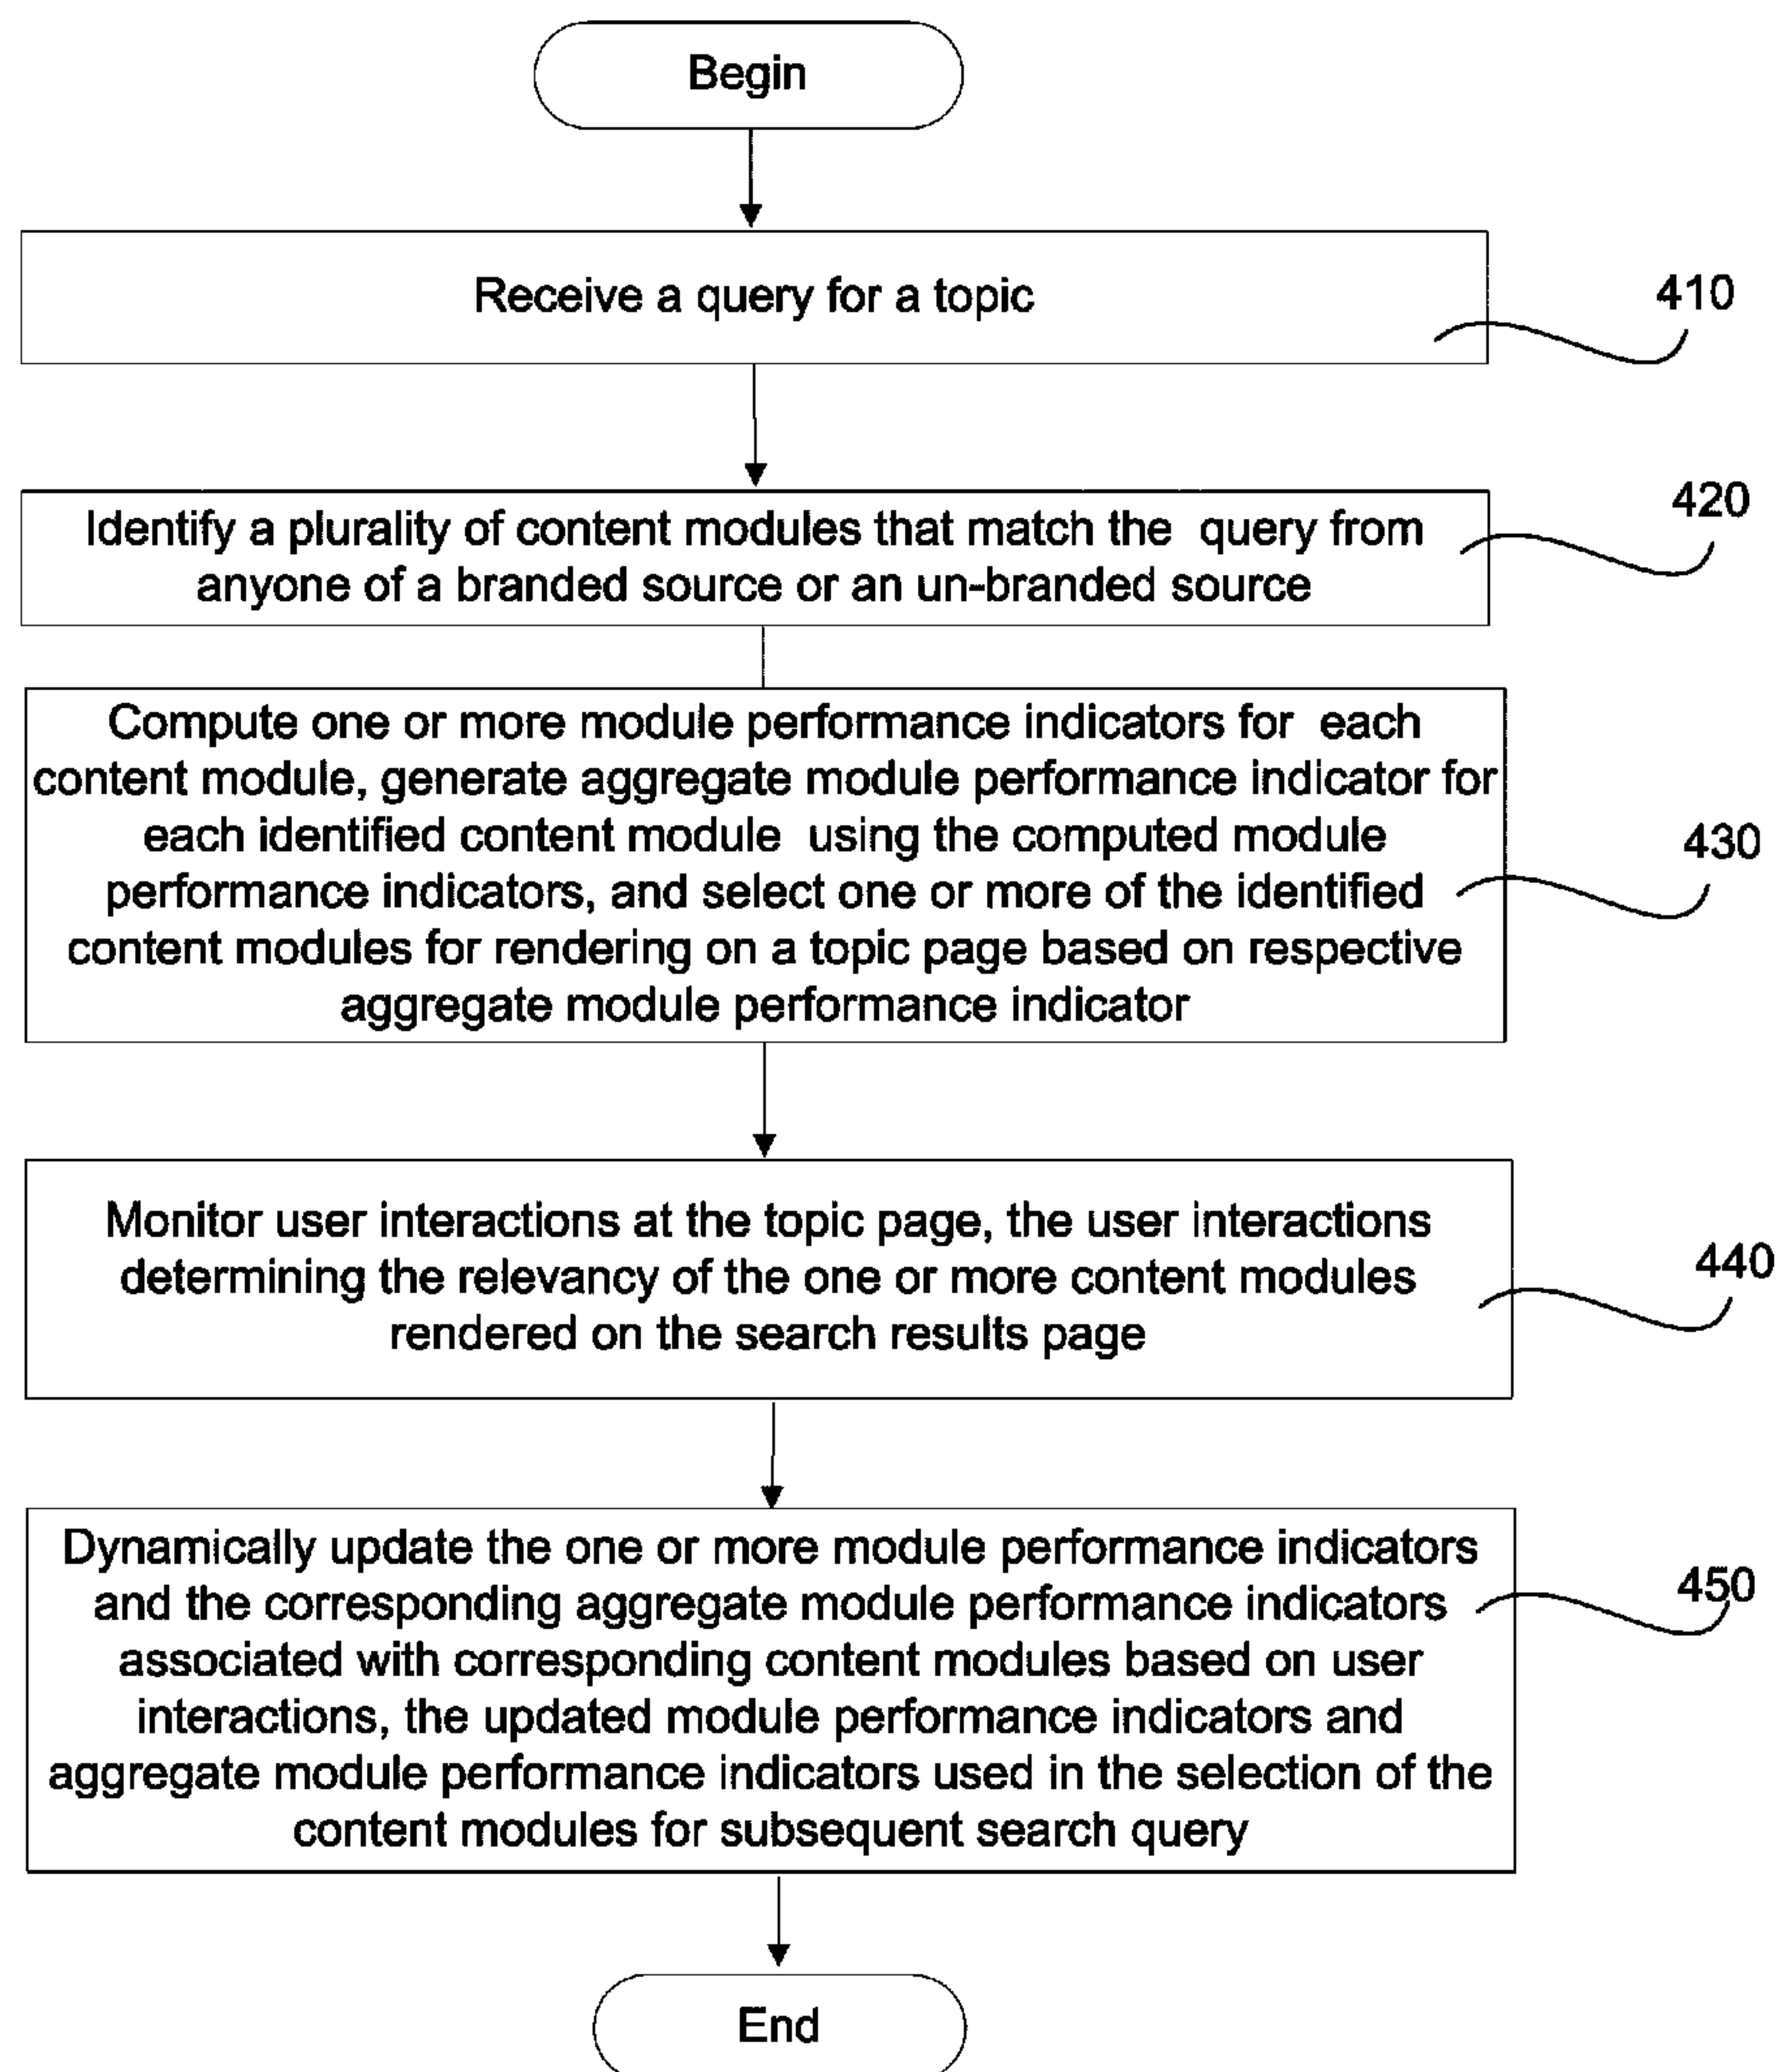 Begin
Receive a query for a topic
410
Identify a plurality of content modules that match the query from
anyone of a branded source or an un-branded source
420
Compute one or more module performance indicators for each
content module, generate aggregate module performance indicator for
each identified content module using the computed module
performance indicators, and select one or more of the identified
content modules for rendering on a topic page based on respective
aggregate module performance indicator
430
Monitor user interactions at the topic page, the user interactions
determining the relevancy of the one or more content modules
rendered on the search results page
440
Dynamically update the one or more module performance indicators
and the corresponding aggregate module performance indicators
associated with corresponding content modules based on user
interactions, the updated module performance indicators and
aggregate module performance indicators used in the selection of the
content modules for subsequent search query
450
End